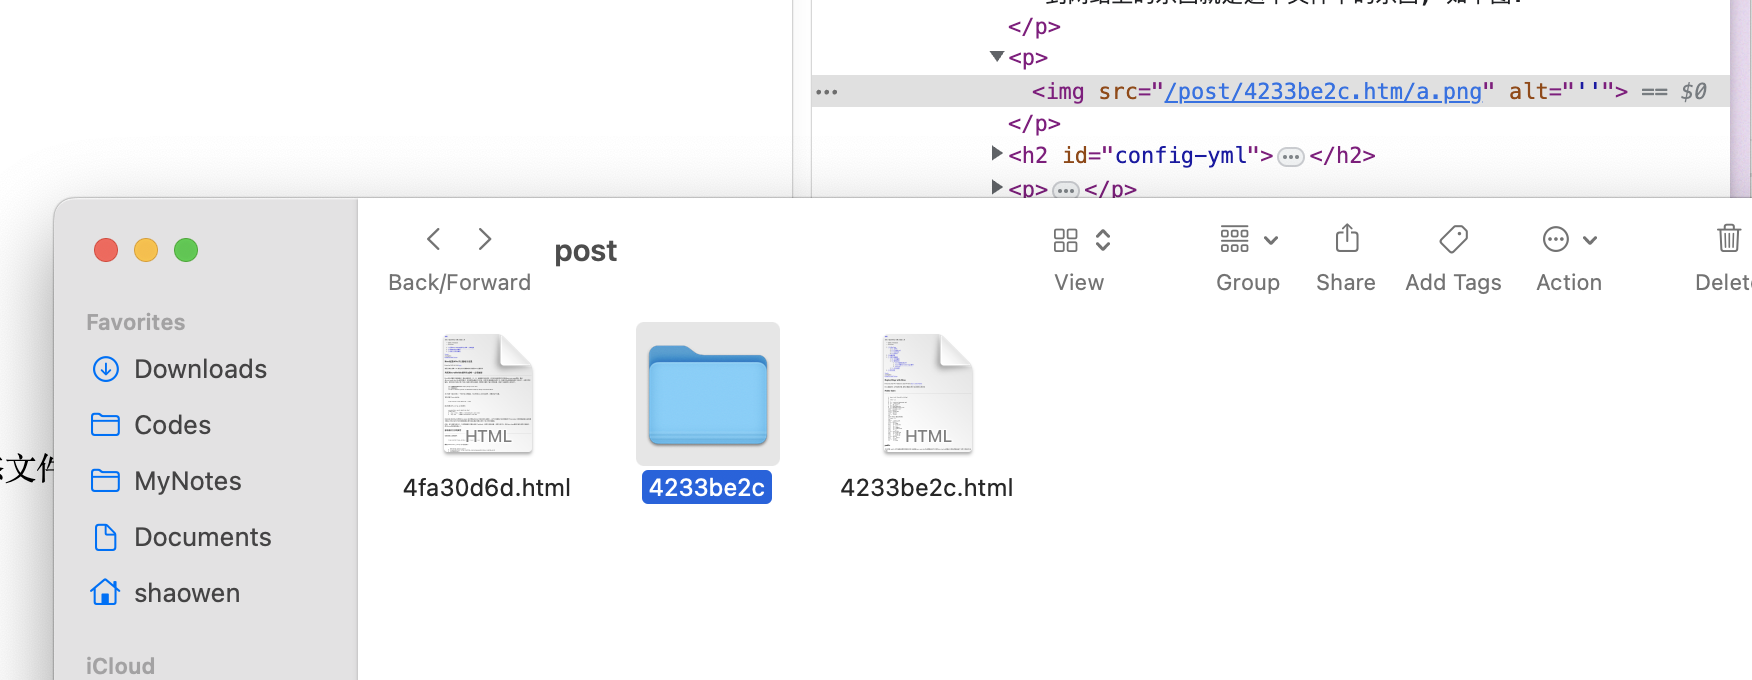 </p>
<p>
<img src="/post/4233be2c.htm/a.png" alt="''"> == $0
</p>
<h2 id="config-yml">…</h2>
<p>…</p>
post
Back/Forward
View
Group
Share
Add Tags
Action
Delet
Favorites
Downloads
Codes
MyNotes
Documents
shaowen
iCloud
文件
HTML
4fa30d6d.html
4233be2c
HTML
4233be2c.html